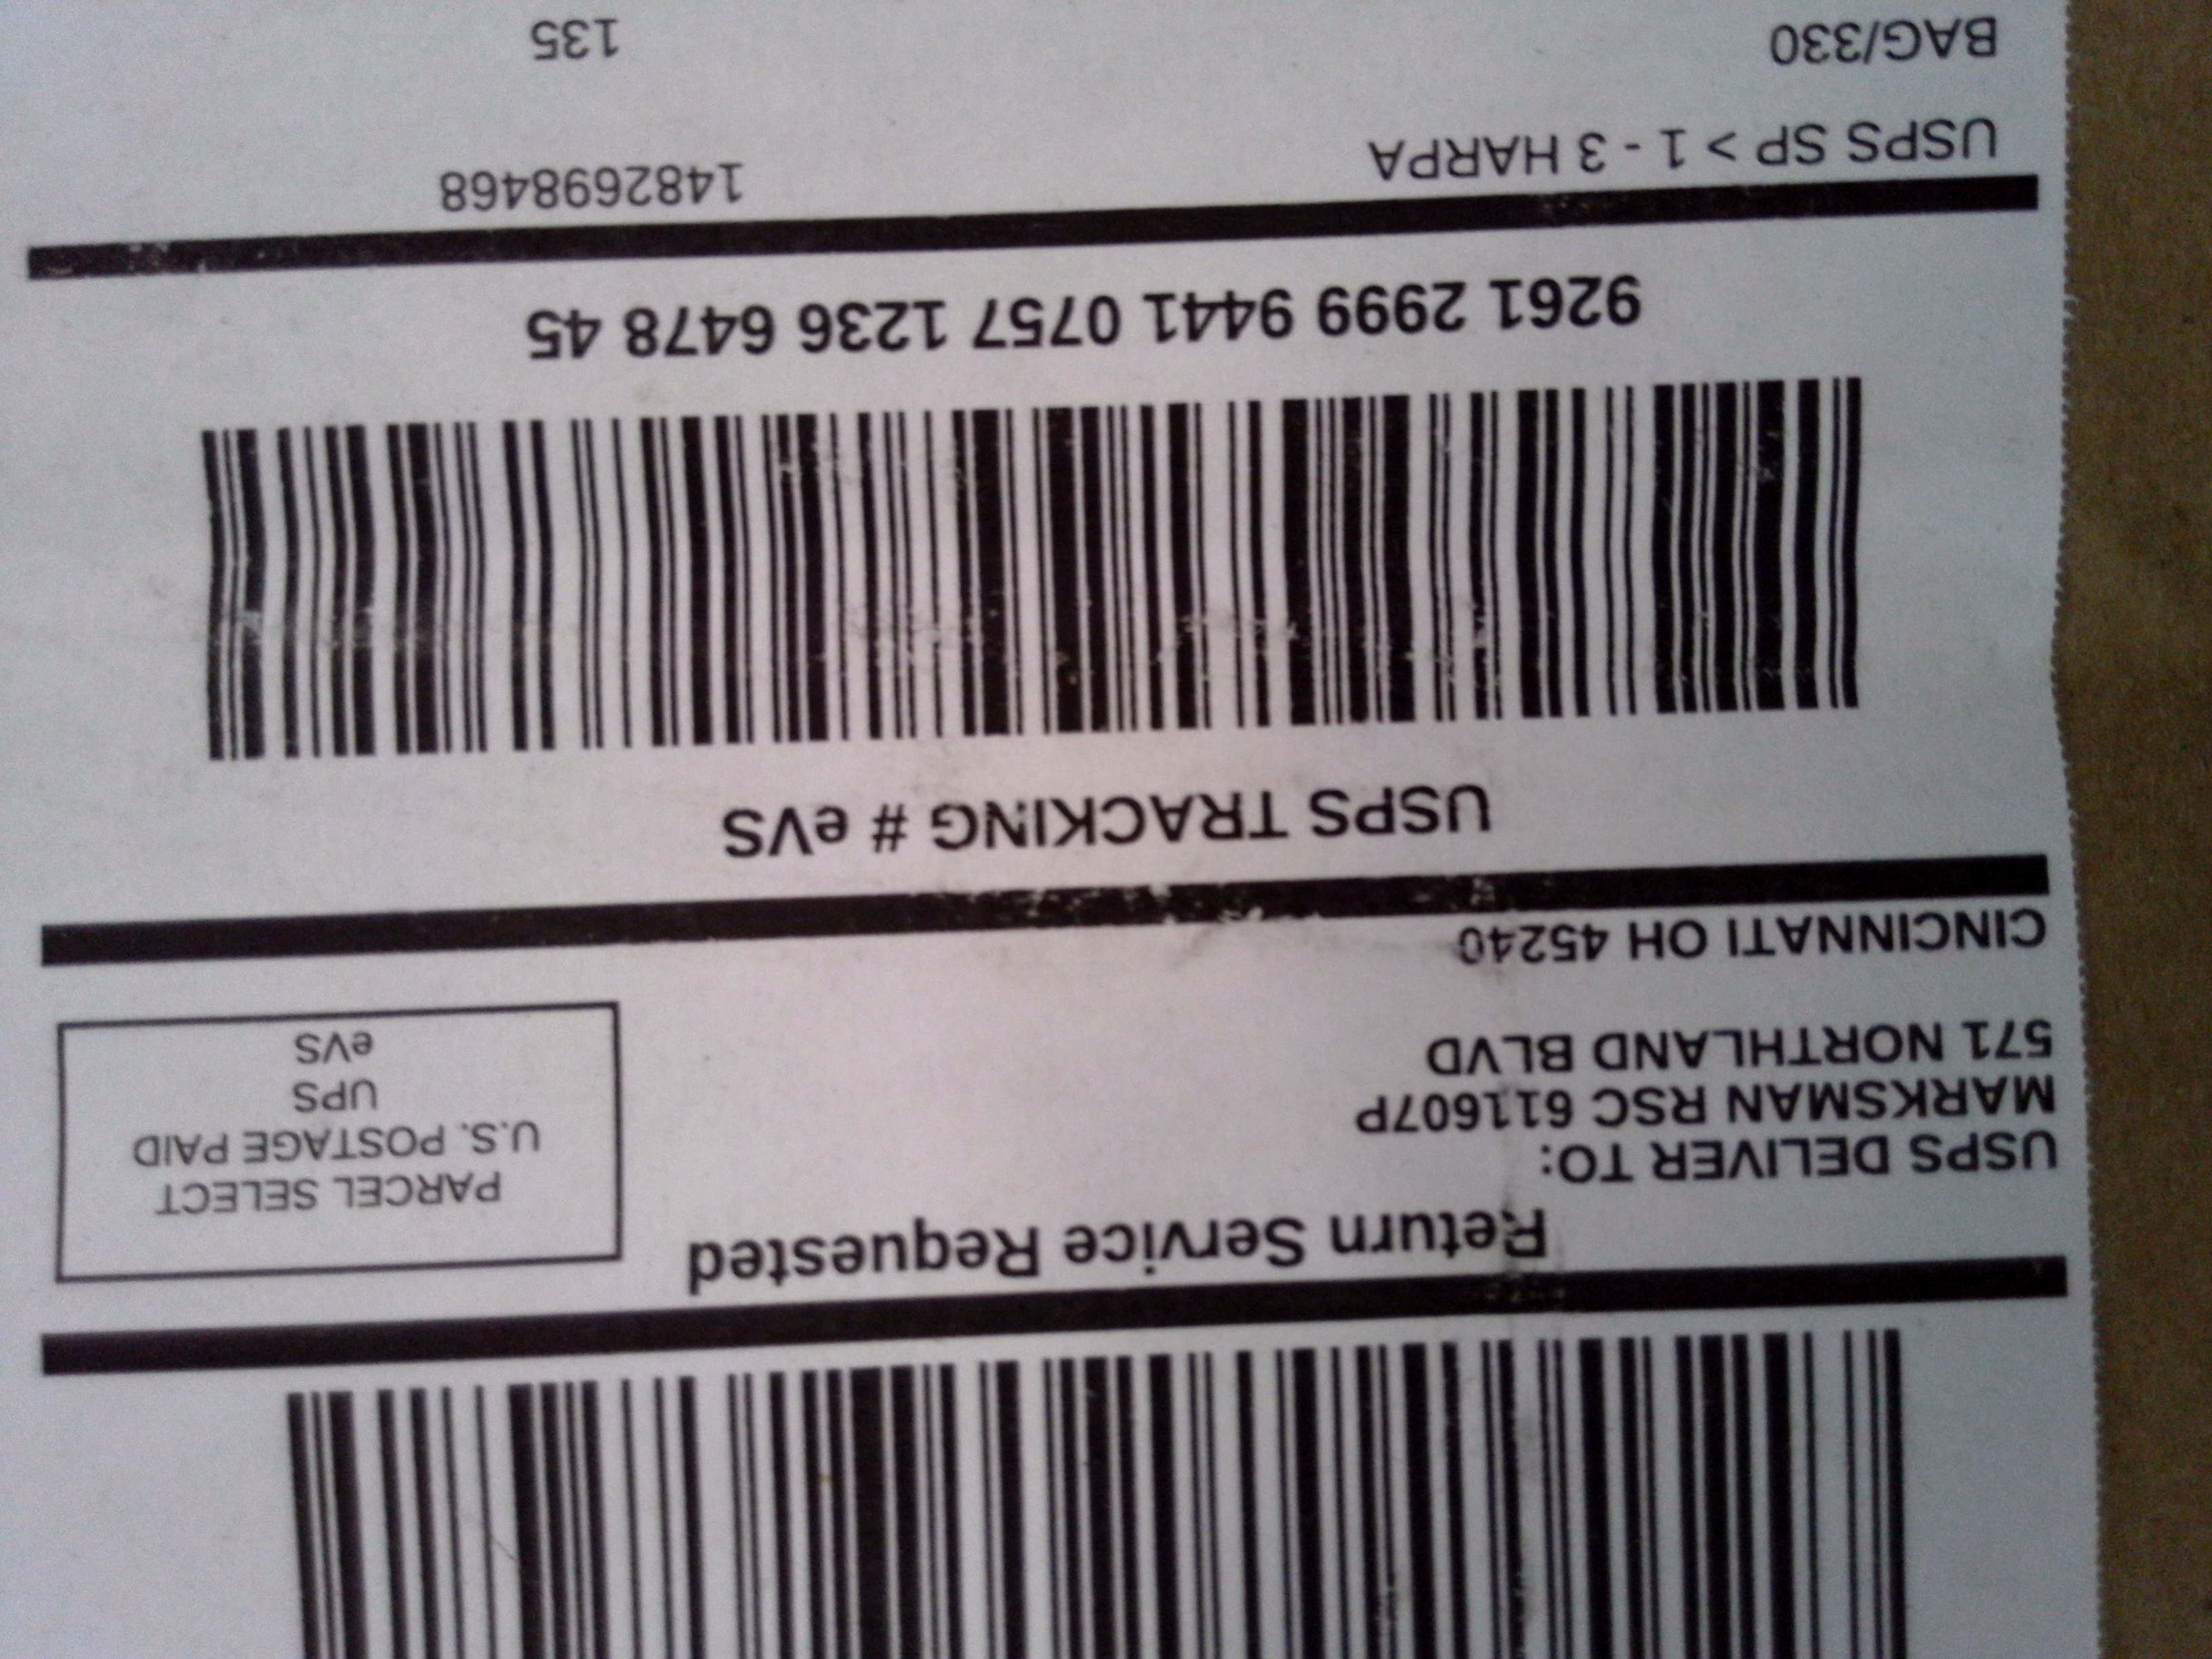 Return Service Requested
USPS DELIVER TO:
MARKSMAN RSC 611607P
571 NORTHLAND BLVD
CINCINNATI OH 45240
PARCEL SELECT
U.S. POSTAGE PAID
UPS
eVS
USPS TRACKING # eVS
9261 2999 9441 0757 1236 6478 45
USPS SP > 1 - 3 HARPA 1482698468
BAG/330 135